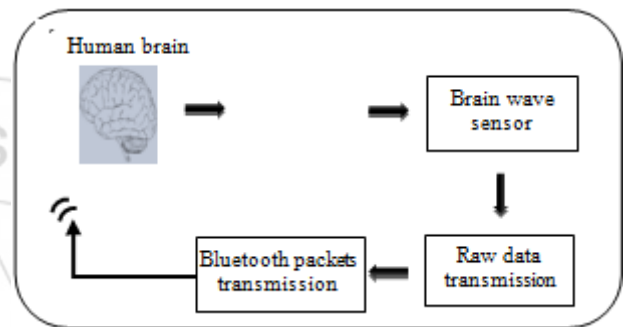 Human brain
Brain wave
sensor
Raw data
transmission
Bluetooth packets
transmission